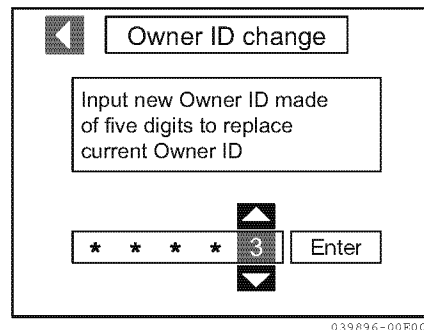 Owner ID change
Input new Owner ID made
of five digits to replace
current Owner ID
* * * * 3 Enter
039896-00E00